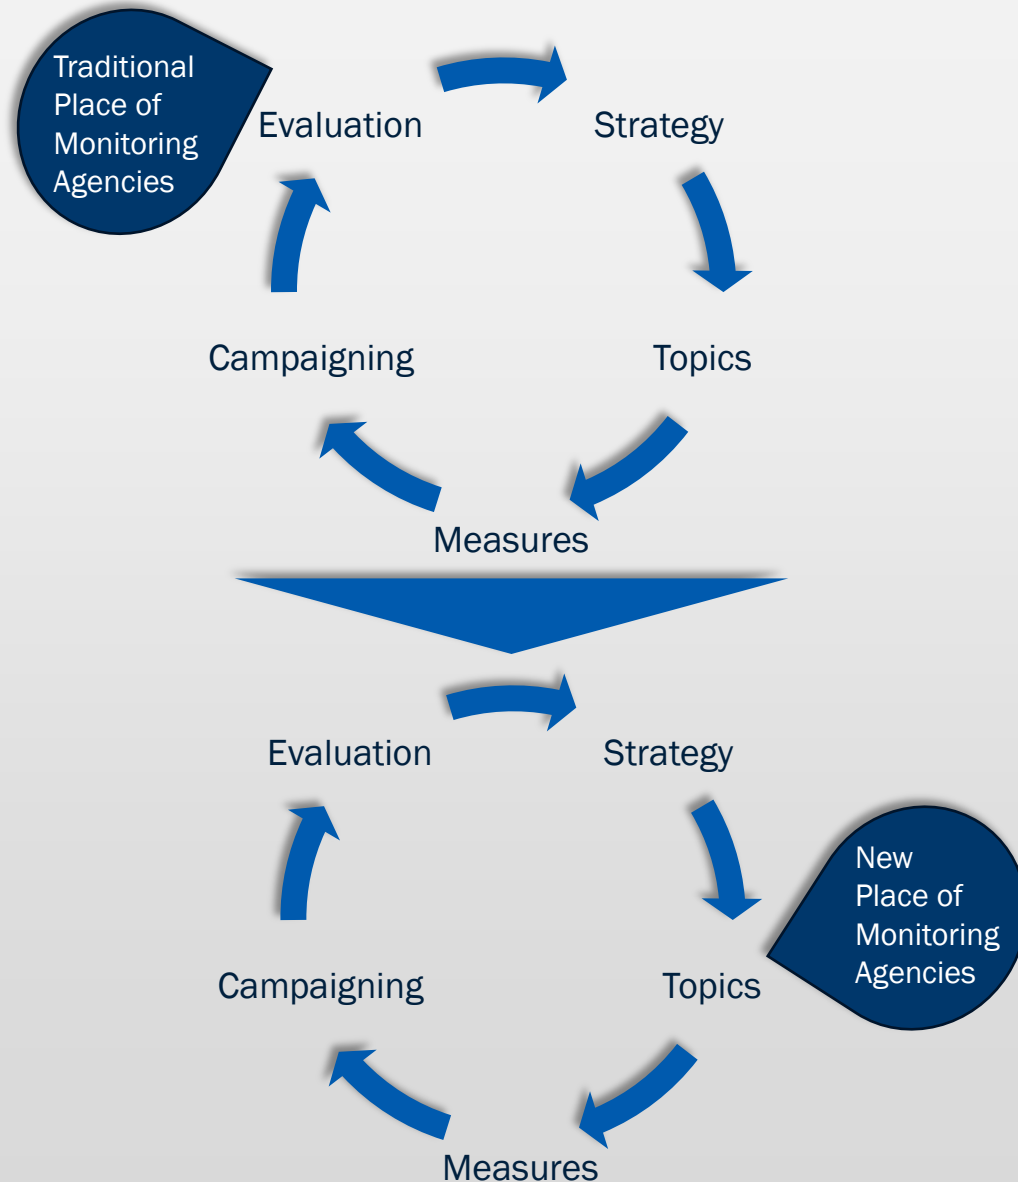 Traditional
Place of
Monitoring
Agencies
Evaluation
Strategy
Campaigning
Topics
Measures
Evaluation
Strategy
New
Place of
Monitoring
Agencies
Campaigning
Topics
Measures